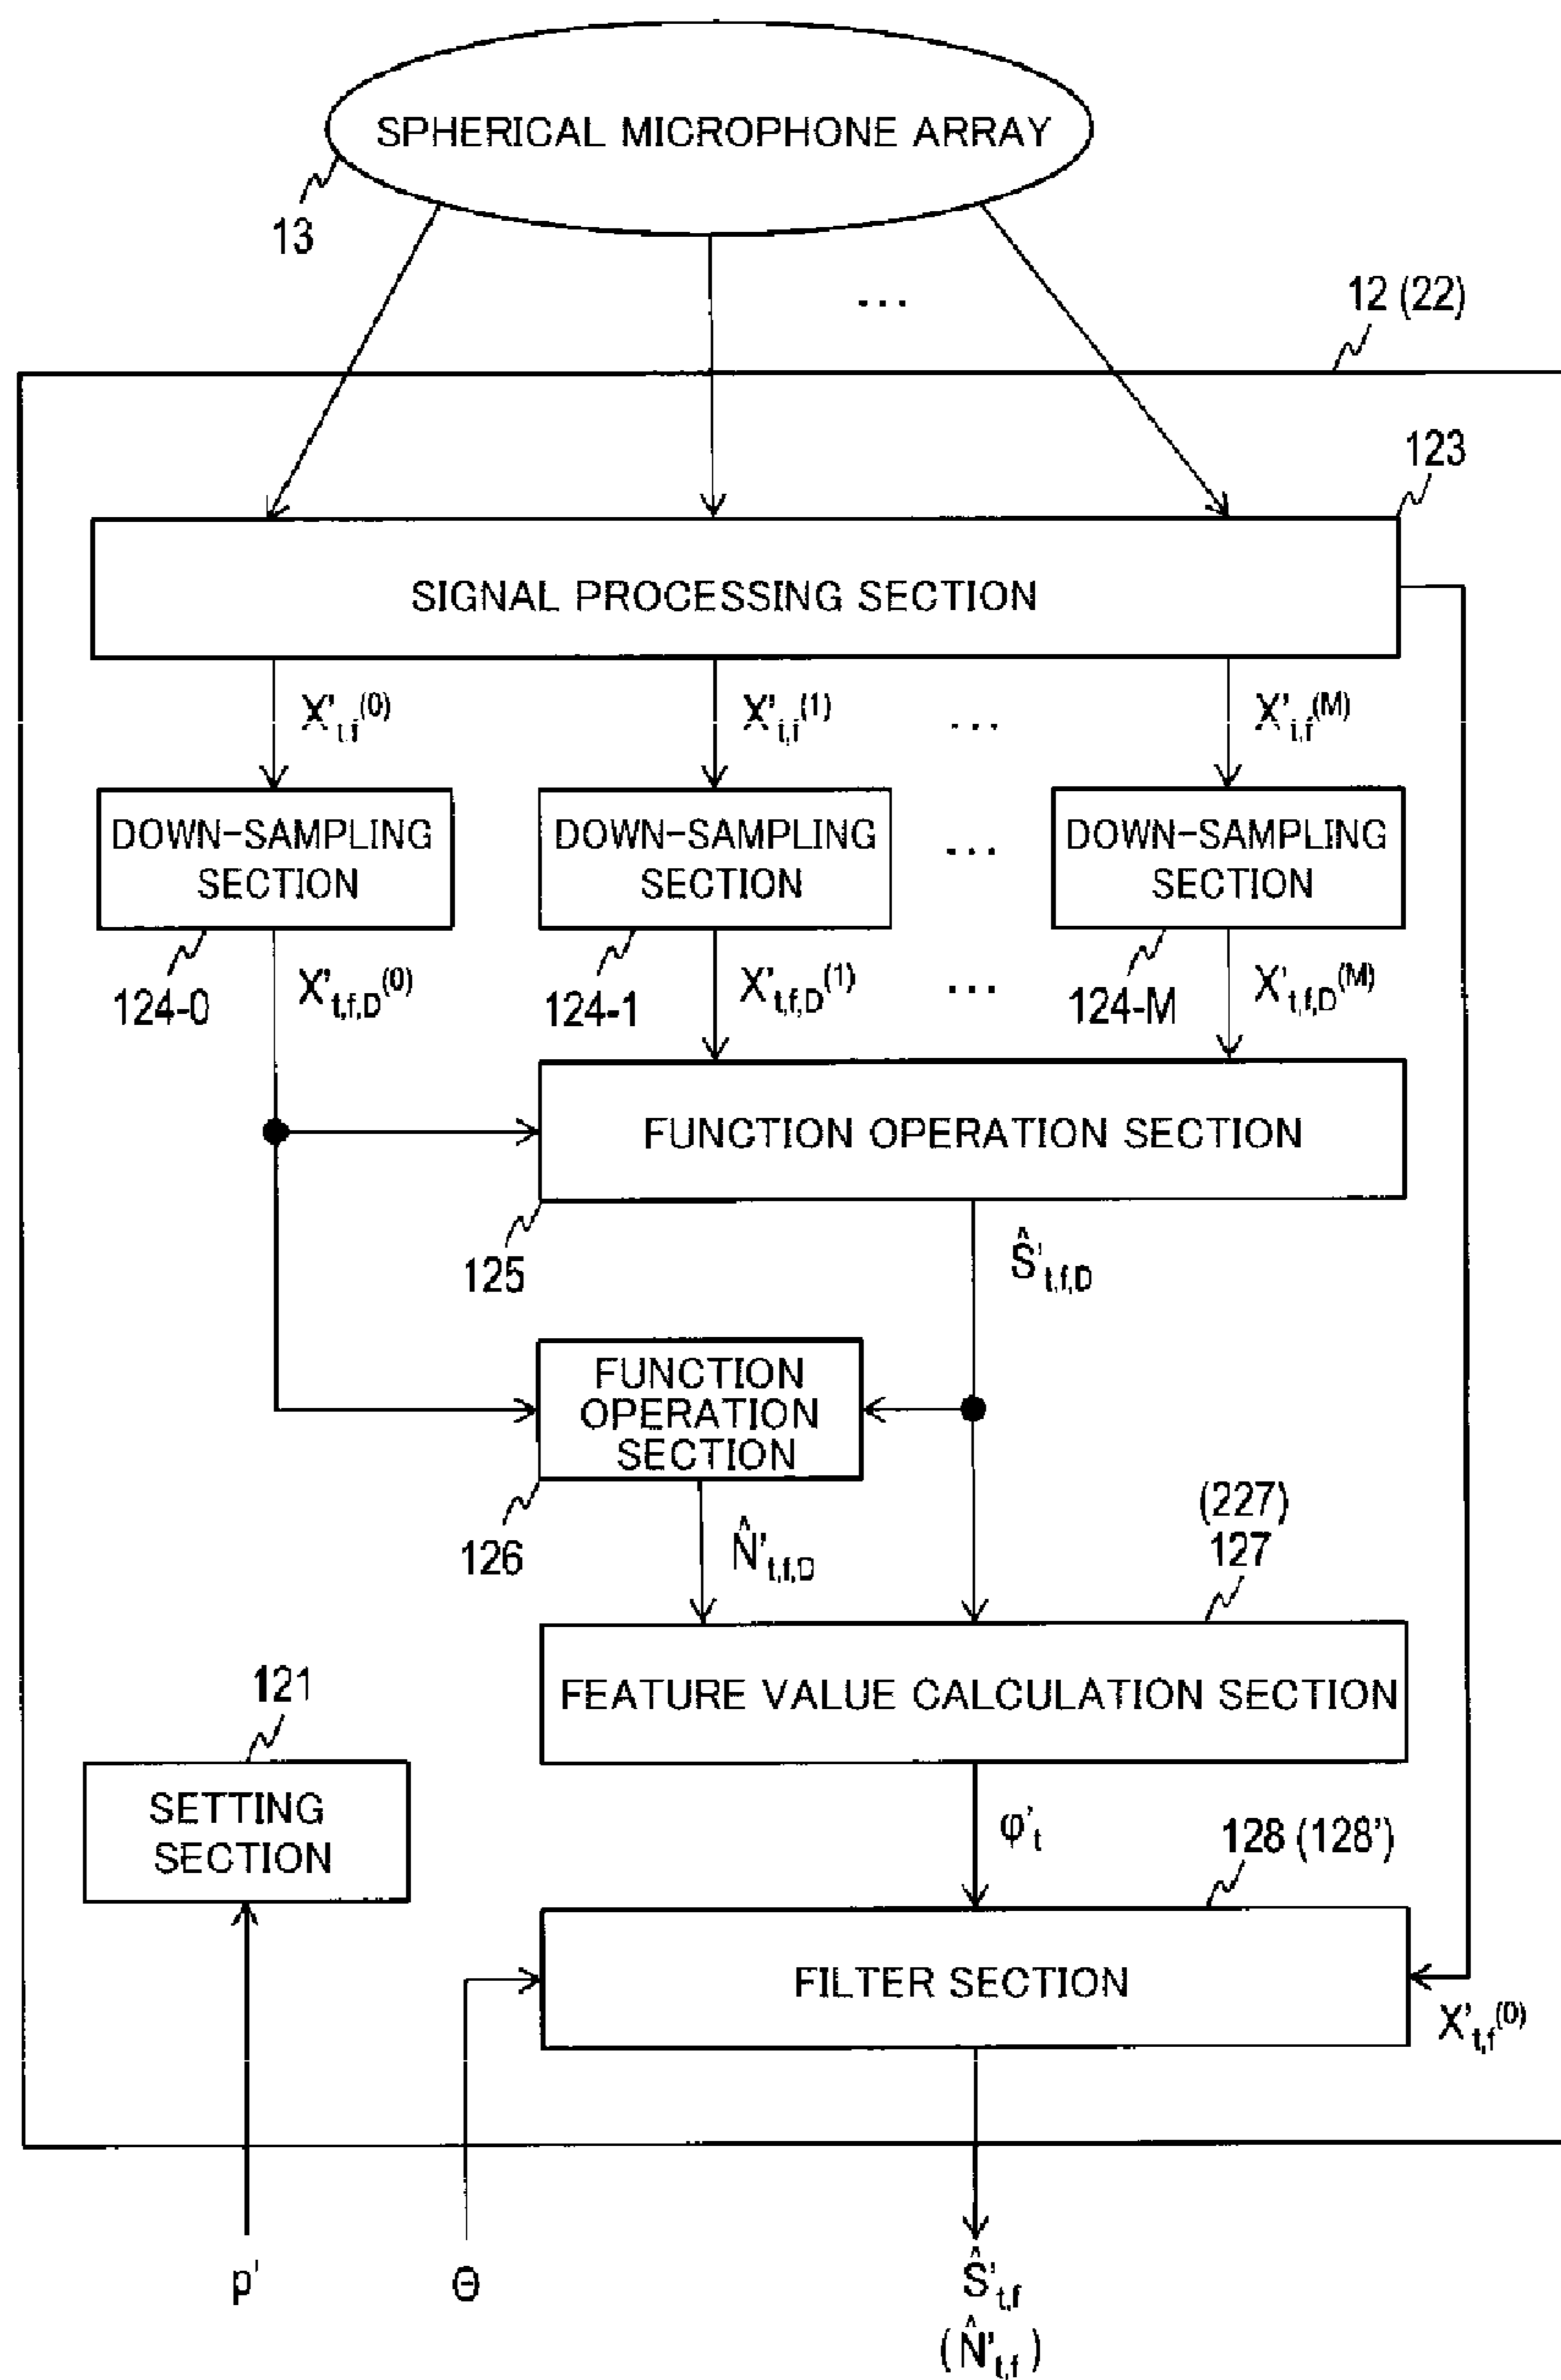 SPHERICAL MICROPHONE ARRAY
13
...
12 (22)
123
SIGNAL PROCESSING SECTION
X't,f(0)
X't,f(1)
...
X't,f(M)
DOWN-SAMPLING
SECTION
DOWN-SAMPLING
SECTION
...
DOWN-SAMPLING
SECTION
124-0
X't,f,D(0)
124-1
X't,f,D(1)
...
124-M
X't,f,D(M)
FUNCTION OPERATION SECTION
125
Ŝ't,f,D
FUNCTION
OPERATION
SECTION
126
N̂'t,f,D
(227)
127
FEATURE VALUE CALCULATION SECTION
121
SETTING
SECTION
φ't
128 (128')
FILTER SECTION
X't,f(0)
p'
Θ
Ŝ't,f
(N̂'t,f)